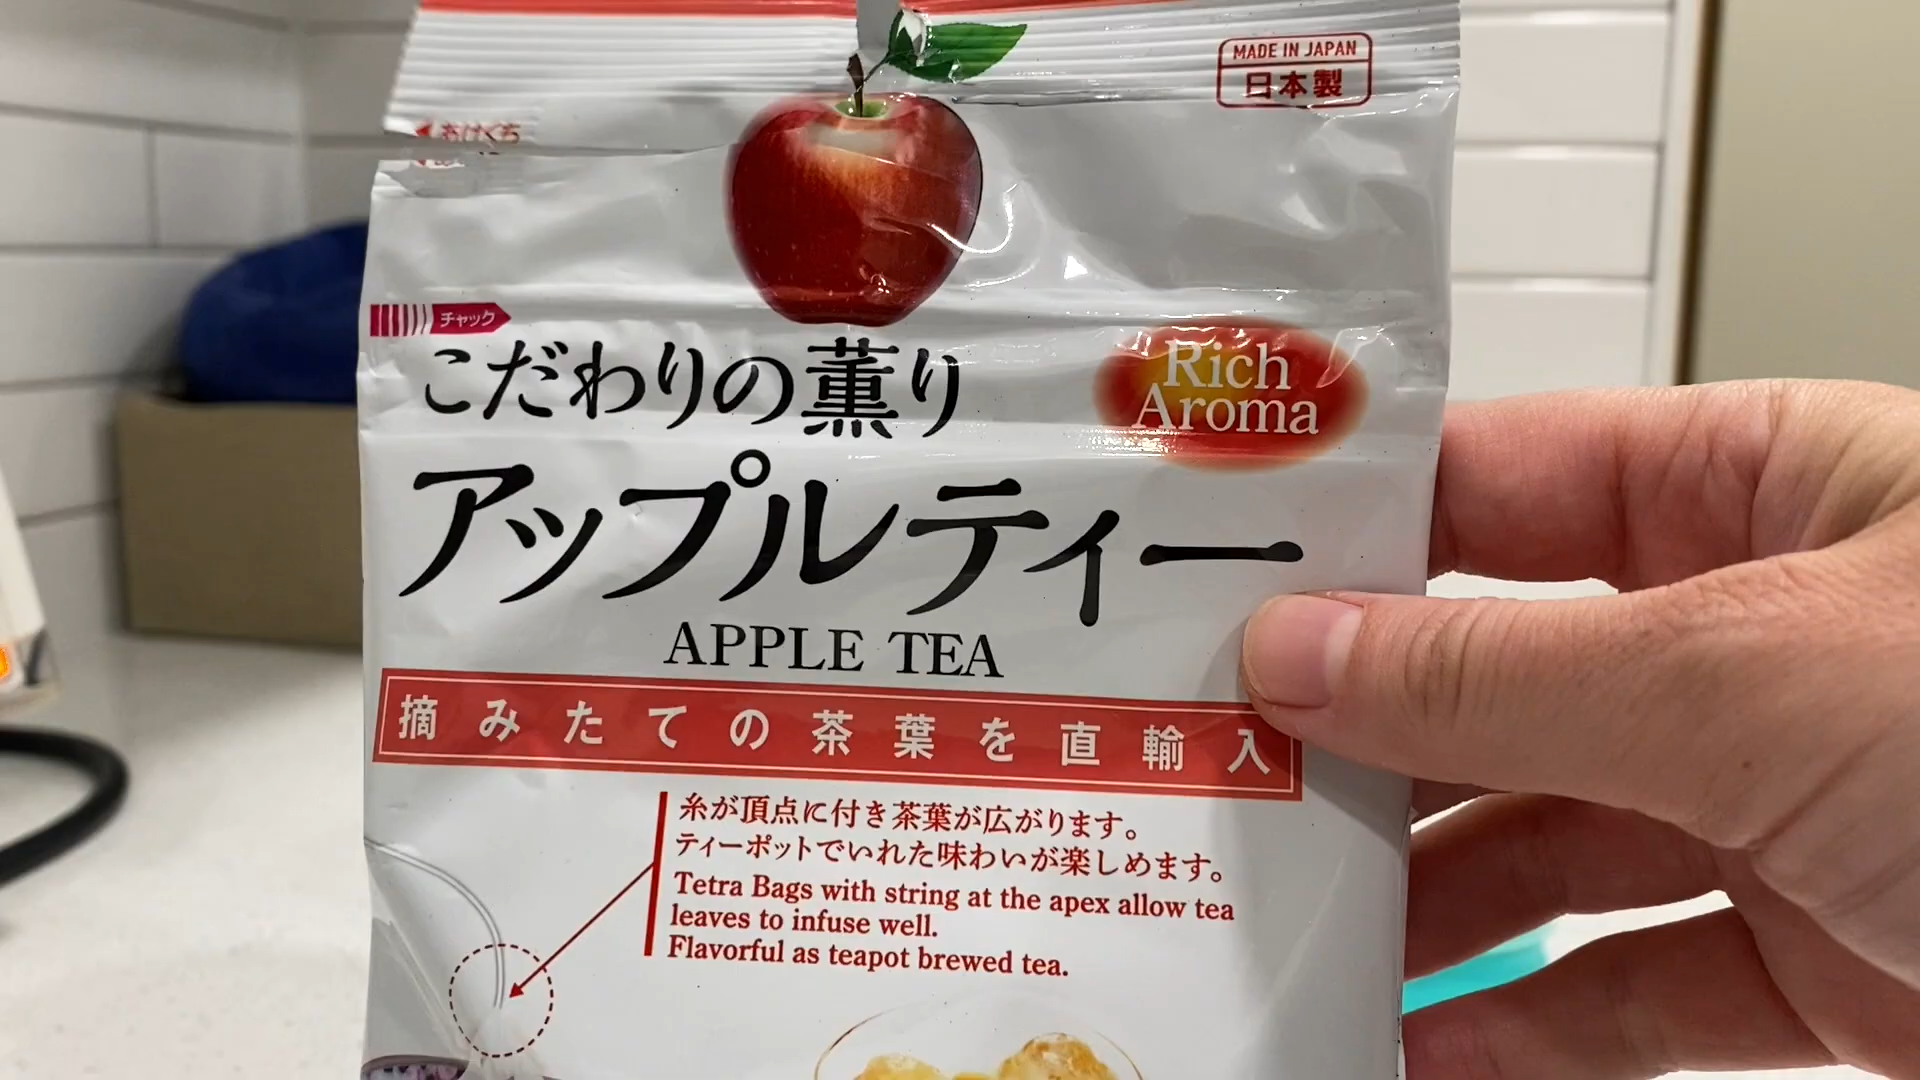 MADE IN JAPAN
日本製
あけくち
チャック
こだわりの薫り
Rich
Aroma
アップルティー
APPLE TEA
摘みたての茶葉を直輸入
糸が頂点に付き茶葉が広がります。
ティーポットでいれた味わいが楽しめます。
Tetra Bags with string at the apex allow tea
leaves to infuse well.
Flavorful as teapot brewed tea.